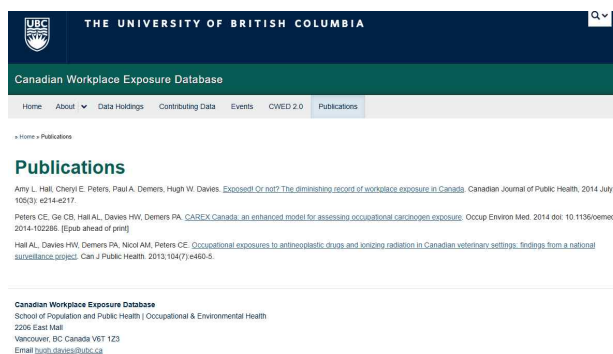 UBC
THE UNIVERSITY OF BRITISH COLUMBIA
Canadian Workplace Exposure Database
Home About Data Holdings Contributing Data Events CWED 2.0 Publications
» Home » Publications
Publications
Amy L. Hall, Cheryl E. Peters, Paul A. Demers, Hugh W. Davies. Exposed! Or not? The diminishing record of workplace exposure in Canada. Canadian Journal of Public Health, 2014 July
105(3): e214-e217.
Peters CE, Ge CB, Hall AL, Davies HW, Demers PA. CAREX Canada: an enhanced model for assessing occupational carcinogen exposure. Occup Environ Med. 2014 doi: 10.1136/oemed
2014-102286. [Epub ahead of print]
Hall AL, Davies HW, Demers PA, Nicol AM, Peters CE. Occupational exposures to antineoplastic drugs and ionizing radiation in Canadian veterinary settings: findings from a national
surveillance project. Can J Public Health. 2013;104(7):e460-5.
Canadian Workplace Exposure Database
School of Population and Public Health | Occupational & Environmental Health
2206 East Mall
Vancouver, BC Canada V6T 1Z3
Email hugh.davies@ubc.ca